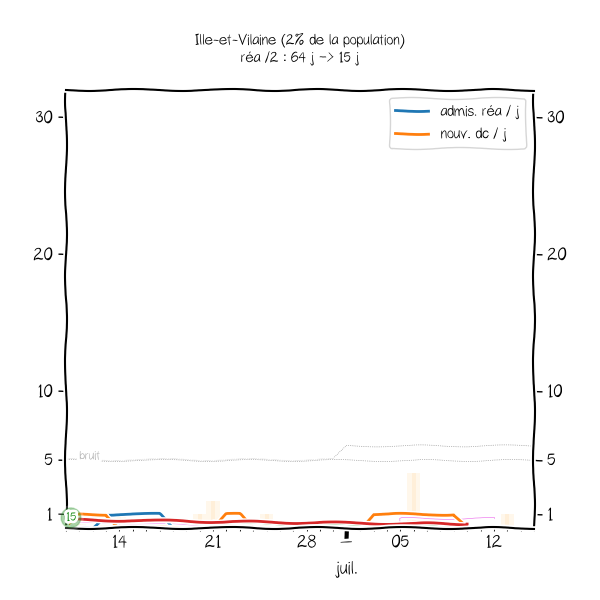 Ille-et-Vilaine (2% de la population)
réa /2 : 64 j -> 15 j
admis. réa / j
nouv. dc / j
30
30
20
20
10
10
bruit
5
5
1
15
1
14
21
28
1
05
12
juil.